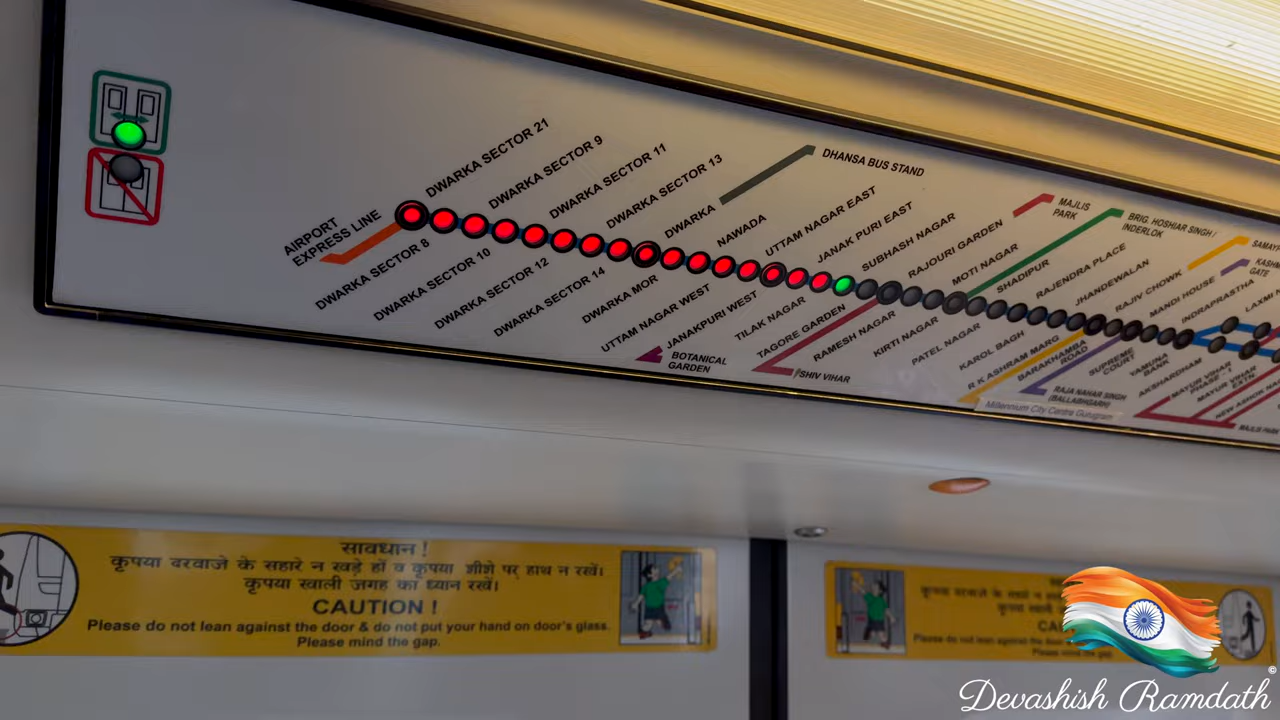 DWARKA SECTOR 21
DWARKA SECTOR 9
DWARKA SECTOR 11
DWARKA SECTOR 13
DWARKA
DHANSA BUS STAND
NAWADA
UTTAM NAGAR EAST
JANAK PURI EAST
SUBHASH NAGAR
RAJOURI GARDEN
MAJLIS
PARK
MOTI NAGAR
SHADIPUR
BRIG. HOSHIAR SINGH /
INDERLOK
RAJENDRA PLACE
JHANDEWALAN
RAJIV CHOWK
MANDI HOUSE
INDRAPRASTHA
AIRPORT
EXPRESS LINE
DWARKA SECTOR 8
DWARKA SECTOR 10
DWARKA SECTOR 12
DWARKA SECTOR 14
DWARKA MOR
UTTAM NAGAR WEST
JANAKPURI WEST
BOTANICAL
GARDEN
TILAK NAGAR
TAGORE GARDEN
SHIV VIHAR
RAMESH NAGAR
KIRTI NAGAR
PATEL NAGAR
KAROL BAGH
R K ASHRAM MARG
Millennium City Centre Gurugram
BARAKHAMBA
ROAD
RAJA NAHAR SINGH
(BALLABHGARH)
SUPREME
COURT
YAMUNA
BANK
AKSHARDHAM
MAYUR VIHAR
PHASE - 1
MAYUR VIHAR
EXTN
MAJLIS PARK
सावधान !
कृपया दरवाजे के सहारे न खड़े हों व कृपया शीशे पर हाथ न रखें।
कृपया खाली जगह का ध्यान रखें।
CAUTION !
Please do not lean against the door & do not put your hand on door's glass.
Please mind the gap.
©
Devashish Ramdath